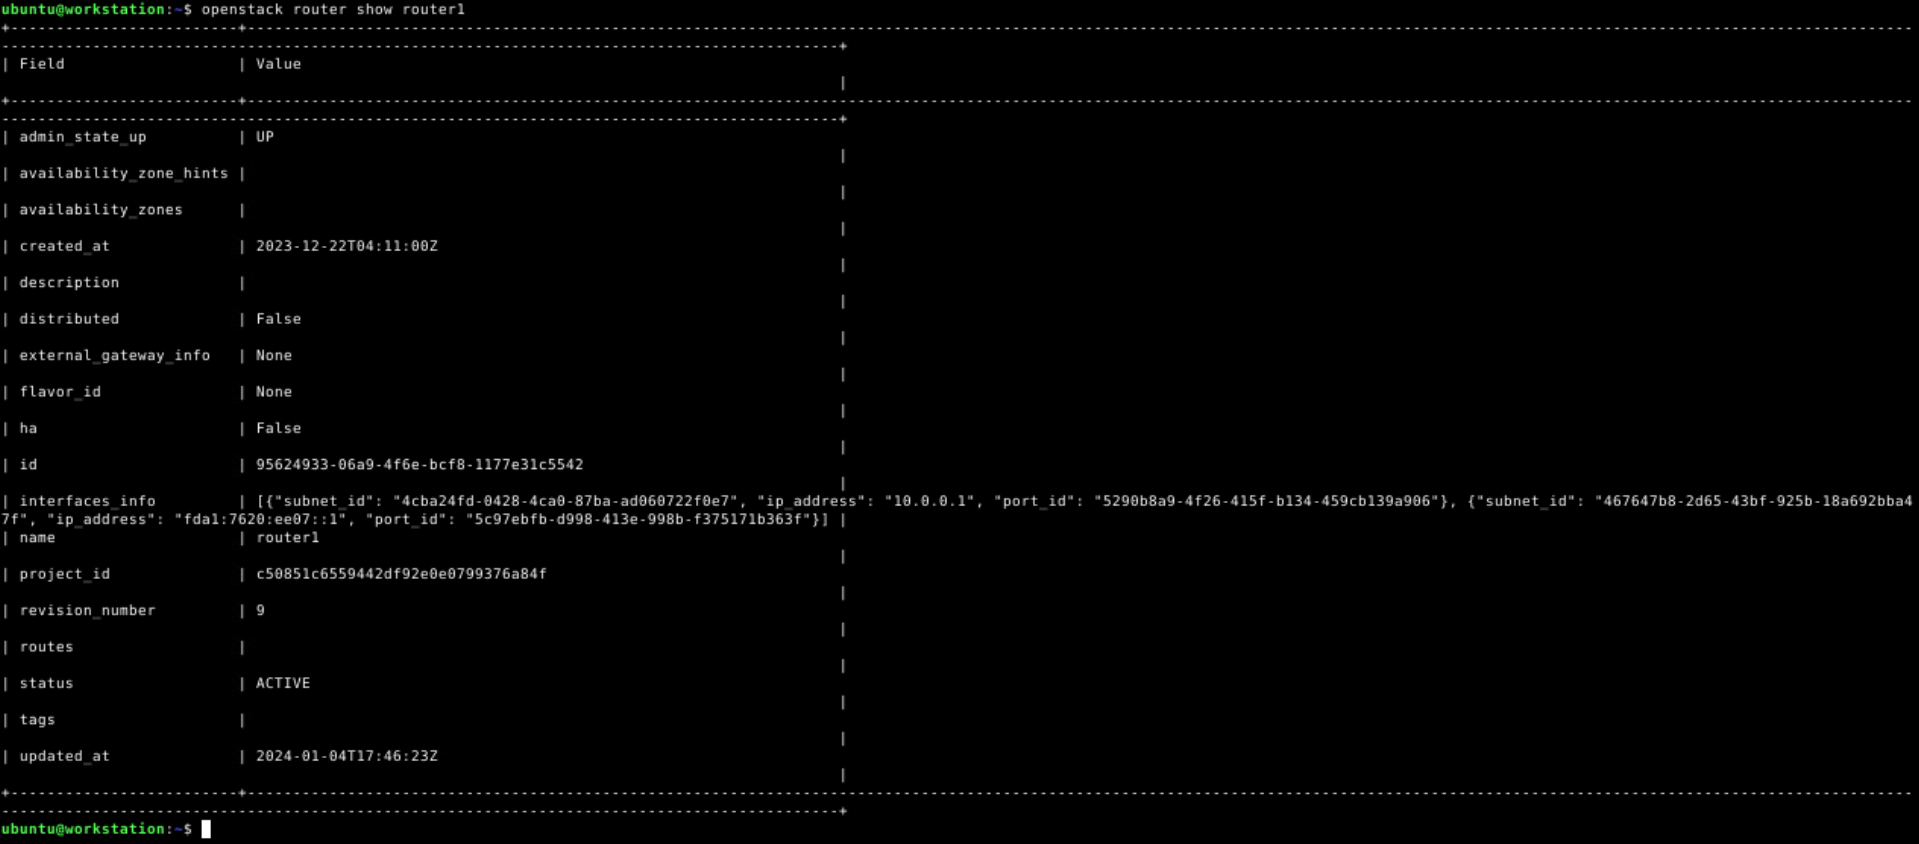 ubuntu@workstation:~$ openstack router show router1
| Field | Value |
| admin_state_up | UP |
| availability_zone_hints | |
| availability_zones | |
| created_at | 2023-12-22T04:11:00Z |
| description | |
| distributed | False |
| external_gateway_info | None |
| flavor_id | None |
| ha | False |
| id | 95624933-06a9-4f6e-bcf8-1177e31c5542 |
| interfaces_info | [{"subnet_id": "4cba24fd-0428-4ca0-87ba-ad060722f0e7", "ip_address": "10.0.0.1", "port_id": "5290b8a9-4f26-415f-b134-459cb139a906"}, {"subnet_id": "467647b8-2d65-43bf-925b-18a692bba4
7f", "ip_address": "fda1:7620:ee07::1", "port_id": "5c97ebfb-d998-413e-998b-f375171b363f"}] |
| name | router1 |
| project_id | c50851c6559442df92e0e0799376a84f |
| revision_number | 9 |
| routes | |
| status | ACTIVE |
| tags | |
| updated_at | 2024-01-04T17:46:23Z |
ubuntu@workstation:~$